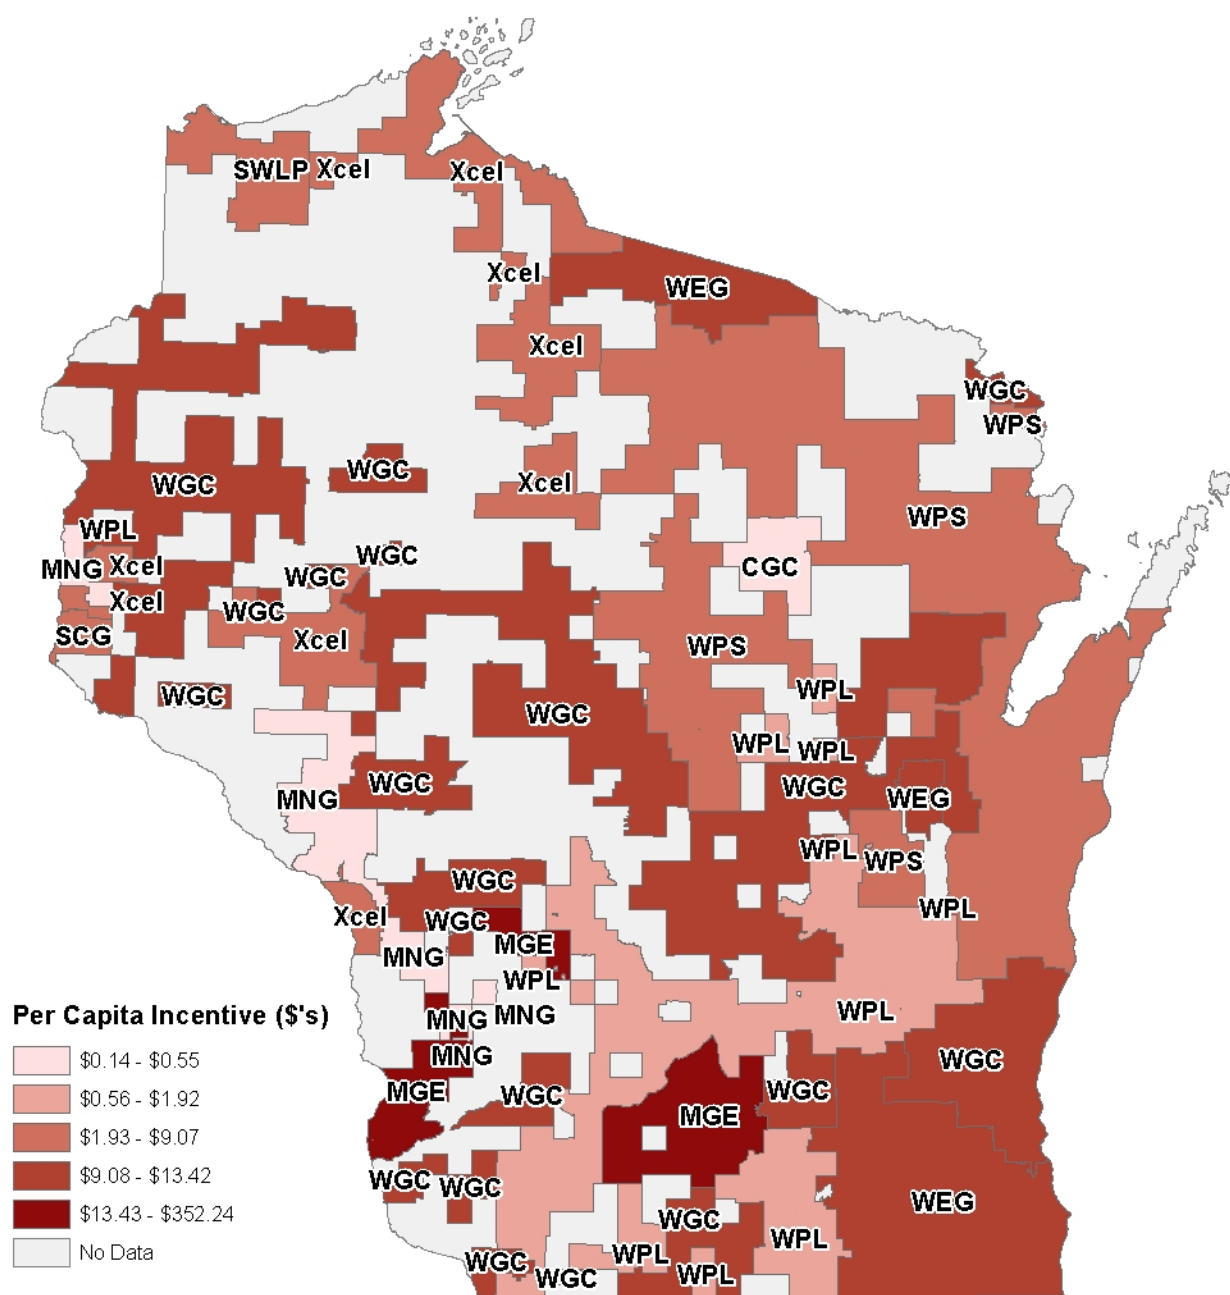 SWLP Xcel Xcel
Xcel
WEG
Xcel
WGC
WPS
WGC
WGC
Xcel
WPS
WPL
WGC
MNG Xcel
CGC
WGC
Xcel
WGC
SCG
Xcel
WPS
WGC
WPL
WGC
WPL WPL
WGC
WGC
MNG
WEG
WPL
WPS
WGC
Xcel
WGC
WPL
MGE
MNG
WPL
Per Capita Incentive ($'s)
MNG MNG
WPL
$0.14 - $0.55
MNG
WGC
$0.56 - $1.92
MGE
WGC
WGC
MGE
$1.93 - $9.07
$9.08 - $13.42
WGC
WGC
WEG
$13.43 - $352.24
WGC
WPL
No Data
WPL
WGC
WGC
WPL